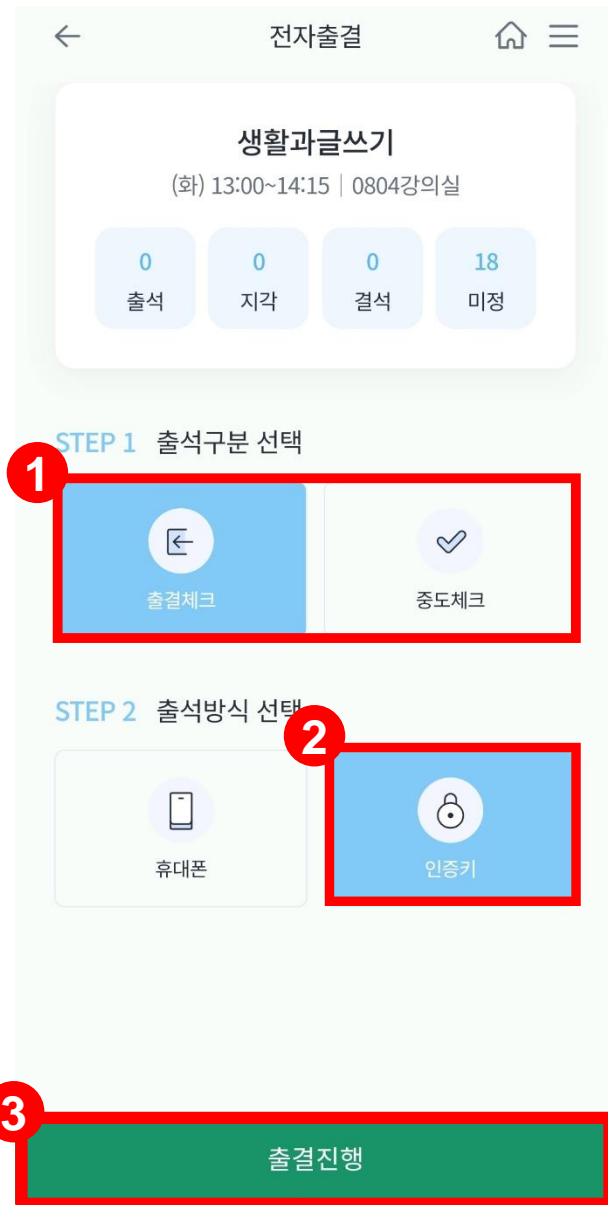 전자출결
생활과글쓰기
(화) 13:00~14:15 | 0804강의실
0 0 0 18
출석 지각 결석 미정
STEP 1 출석구분 선택
1
출결체크 중도체크
STEP 2 출석방식 선택
2
휴대폰 인증키
3
출결진행